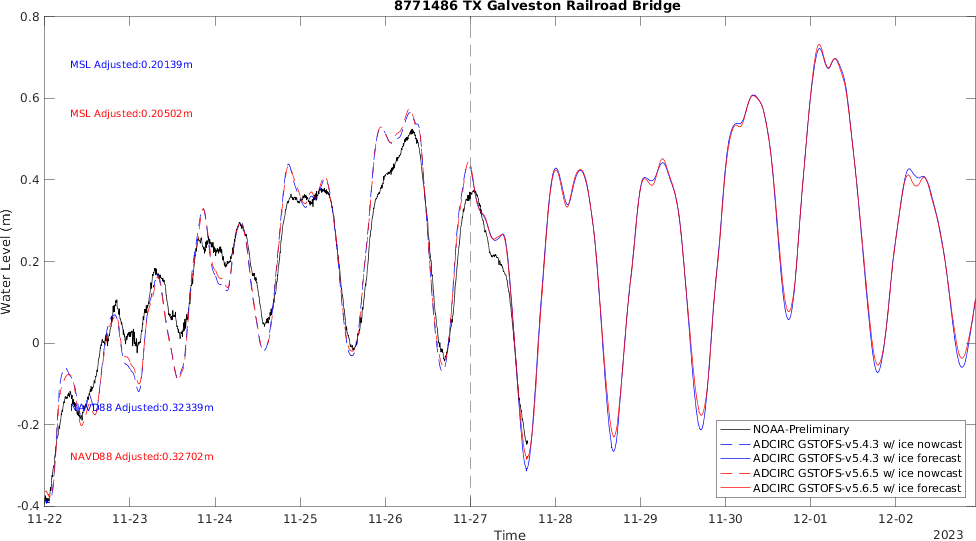 8771486 TX Galveston Railroad Bridge
0.8
0.6
0.4
0.2
0
-0.2
-0.4
Water Level (m)
MSL Adjusted:0.20139m
MSL Adjusted:0.20502m
NAVD88 Adjusted:0.32339m
NAVD88 Adjusted:0.32702m
NOAA-Preliminary
ADCIRC GSTOFS-v5.4.3 w/ ice nowcast
ADCIRC GSTOFS-v5.4.3 w/ ice forecast
ADCIRC GSTOFS-v5.6.5 w/ ice nowcast
ADCIRC GSTOFS-v5.6.5 w/ ice forecast
11-22 11-23 11-24 11-25 11-26 11-27 11-28 11-29 11-30 12-01 12-02
Time
2023